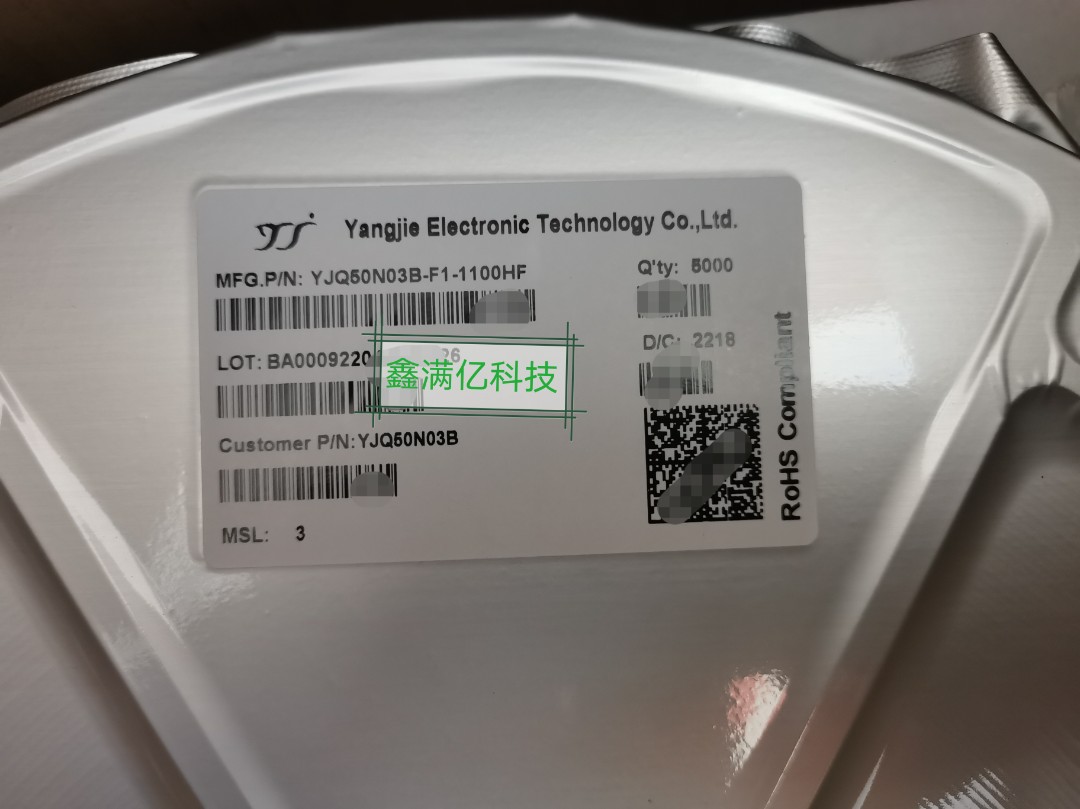 Yangjie Electronic Technology Co.,Ltd.
MFG.P/N: YJQ50N03B-F1-1100HF
Q'ty: 5000
LOT: BA0009220
D/C: 2218
鑫满亿科技
Customer P/N: YJQ50N03B
MSL: 3
RoHS Compliant